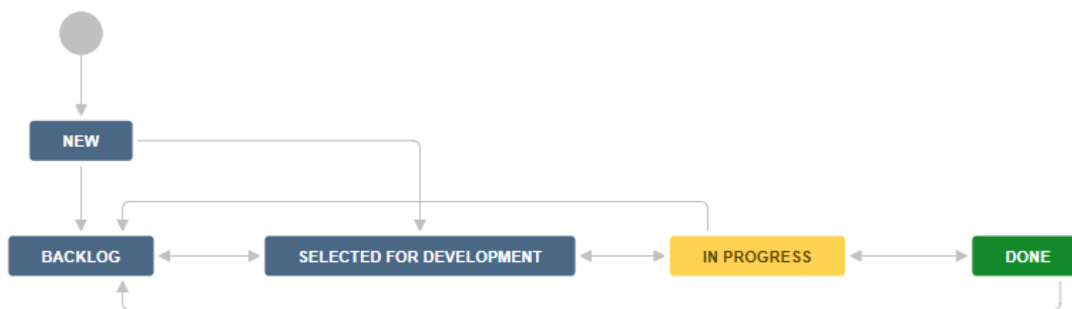 NEW
BACKLOG
SELECTED FOR DEVELOPMENT
IN PROGRESS
DONE